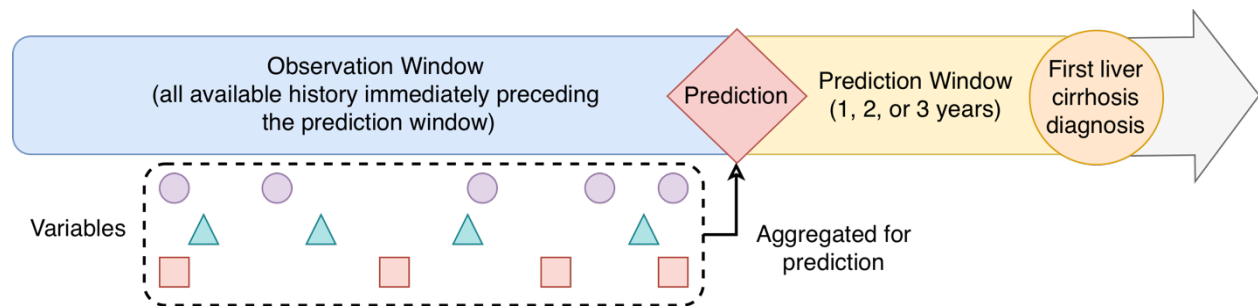 Observation Window
(all available history immediately preceding
the prediction window)
Prediction
Prediction Window
(1, 2, or 3 years)
First liver
cirrhosis
diagnosis
Variables
Aggregated for
prediction